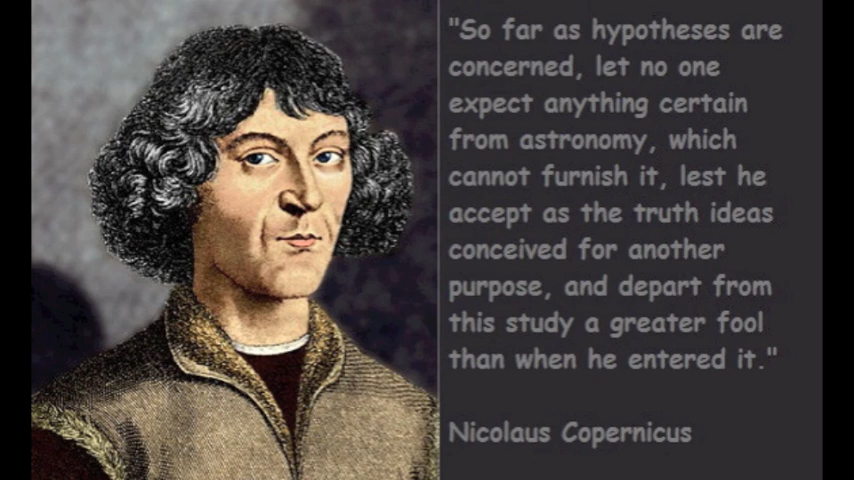 "So far as hypotheses are
concerned, let no one
expect anything certain
from astronomy, which
cannot furnish it, lest he
accept as the truth ideas
conceived for another
purpose, and depart from
this study a greater fool
than when he entered it."
Nicolaus Copernicus